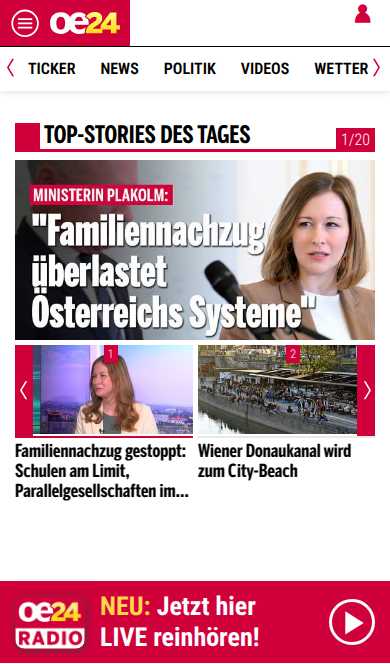 oe24
TICKER NEWS POLITIK VIDEOS WETTER
TOP-STORIES DES TAGES
1/20
MINISTERIN PLAKOLM:
"Familiennachzug
überlastet
Österreichs Systeme"
1
2
Familiennachzug gestoppt:
Schulen am Limit,
Parallelgesellschaften im...
Wiener Donaukanal wird
zum City-Beach
oe24
RADIO
NEU: Jetzt hier
LIVE reinhören!